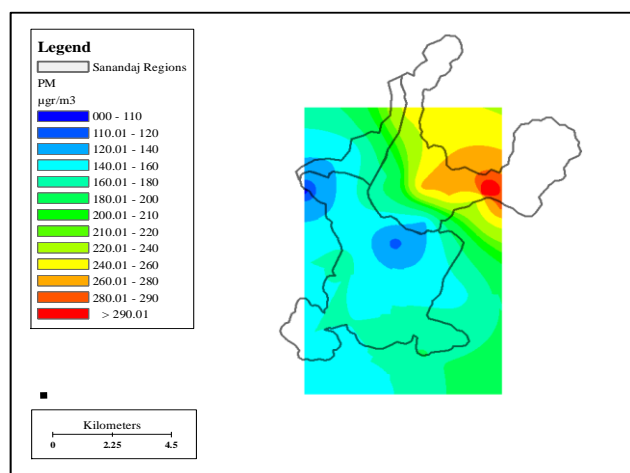 Legend
Sanandaj Regions
PM
µgr/m3
000 - 110
110.01 - 120
120.01 - 140
140.01 - 160
160.01 - 180
180.01 - 200
200.01 - 210
210.01 - 220
220.01 - 240
240.01 - 260
260.01 - 280
280.01 - 290
> 290.01
Kilometers
0 2.25 4.5